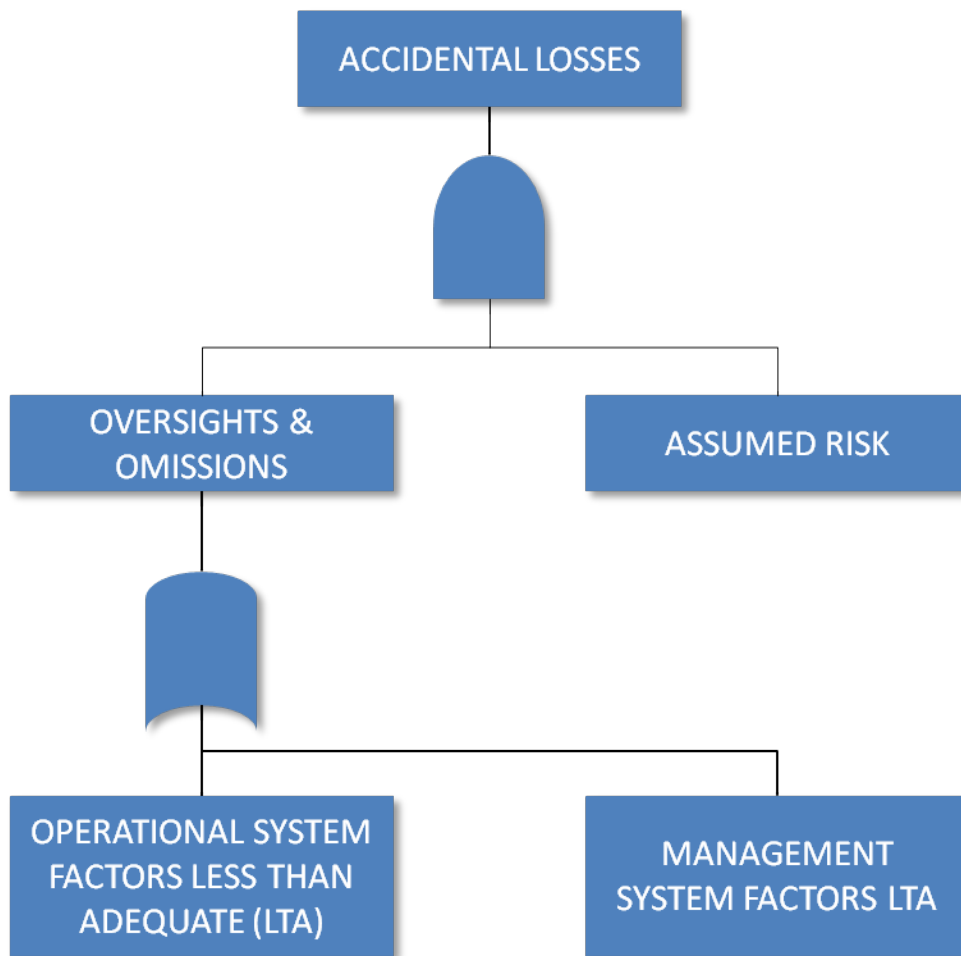 ACCIDENTAL LOSSES
OVERSIGHTS &
OMISSIONS
ASSUMED RISK
OPERATIONAL SYSTEM
FACTORS LESS THAN
ADEQUATE (LTA)
MANAGEMENT
SYSTEM FACTORS LTA